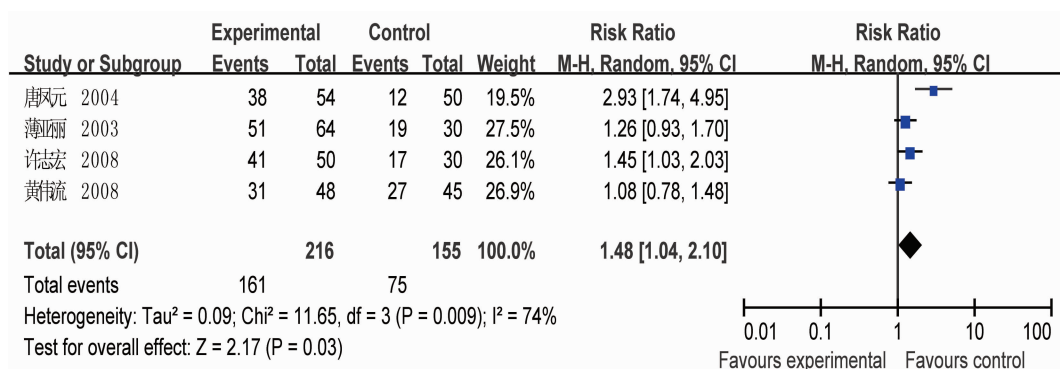 Experimental Control Risk Ratio Risk Ratio
Study or Subgroup Events Total Events Total Weight M-H, Random, 95% CI M-H, Random, 95% CI
唐凤元 2004 38 54 12 50 19.5% 2.93 [1.74, 4.95]
薄亚丽 2003 51 64 19 30 27.5% 1.26 [0.93, 1.70]
许志宏 2008 41 50 17 30 26.1% 1.45 [1.03, 2.03]
黄伟流 2008 31 48 27 45 26.9% 1.08 [0.78, 1.48]
Total (95% CI) 216 155 100.0% 1.48 [1.04, 2.10]
Total events 161 75
Heterogeneity: Tau² = 0.09; Chi² = 11.65, df = 3 (P = 0.009); I² = 74%
Test for overall effect: Z = 2.17 (P = 0.03)
0.01 0.1 1 10 100
Favours experimental Favours control